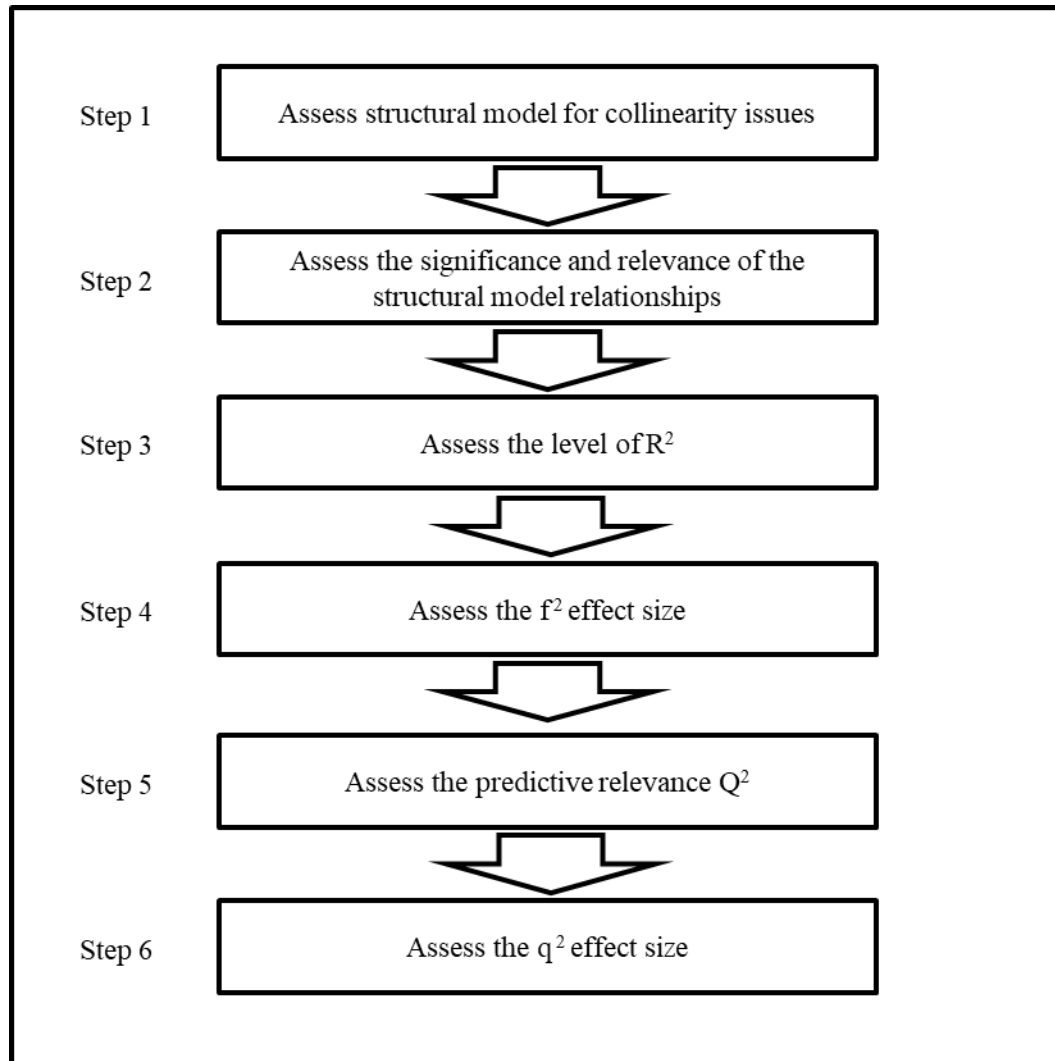 Step 1
Assess structural model for collinearity issues
Step 2
Assess the significance and relevance of the
structural model relationships
Step 3
Assess the level of R²
Step 4
Assess the f² effect size
Step 5
Assess the predictive relevance Q²
Step 6
Assess the q² effect size